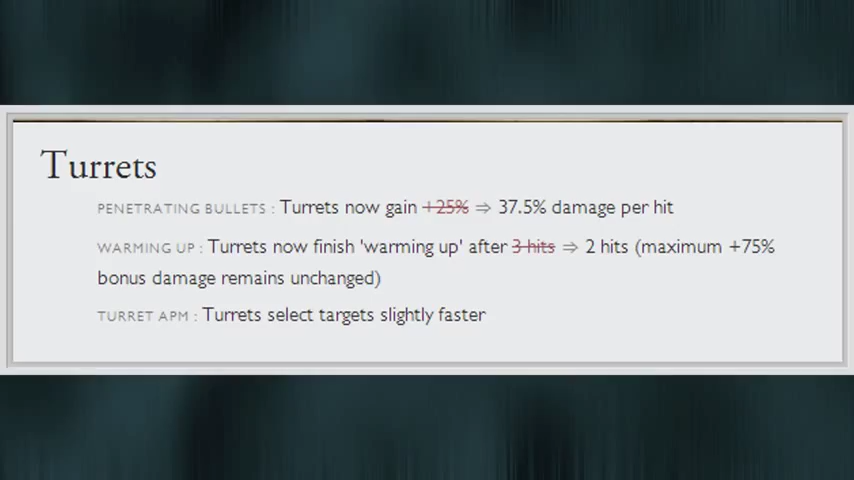 Turrets
PENETRATING BULLETS : Turrets now gain +25% ⇒ 37.5% damage per hit
WARMING UP : Turrets now finish 'warming up' after 3 hits ⇒ 2 hits (maximum +75%
bonus damage remains unchanged)
TURRET APM : Turrets select targets slightly faster